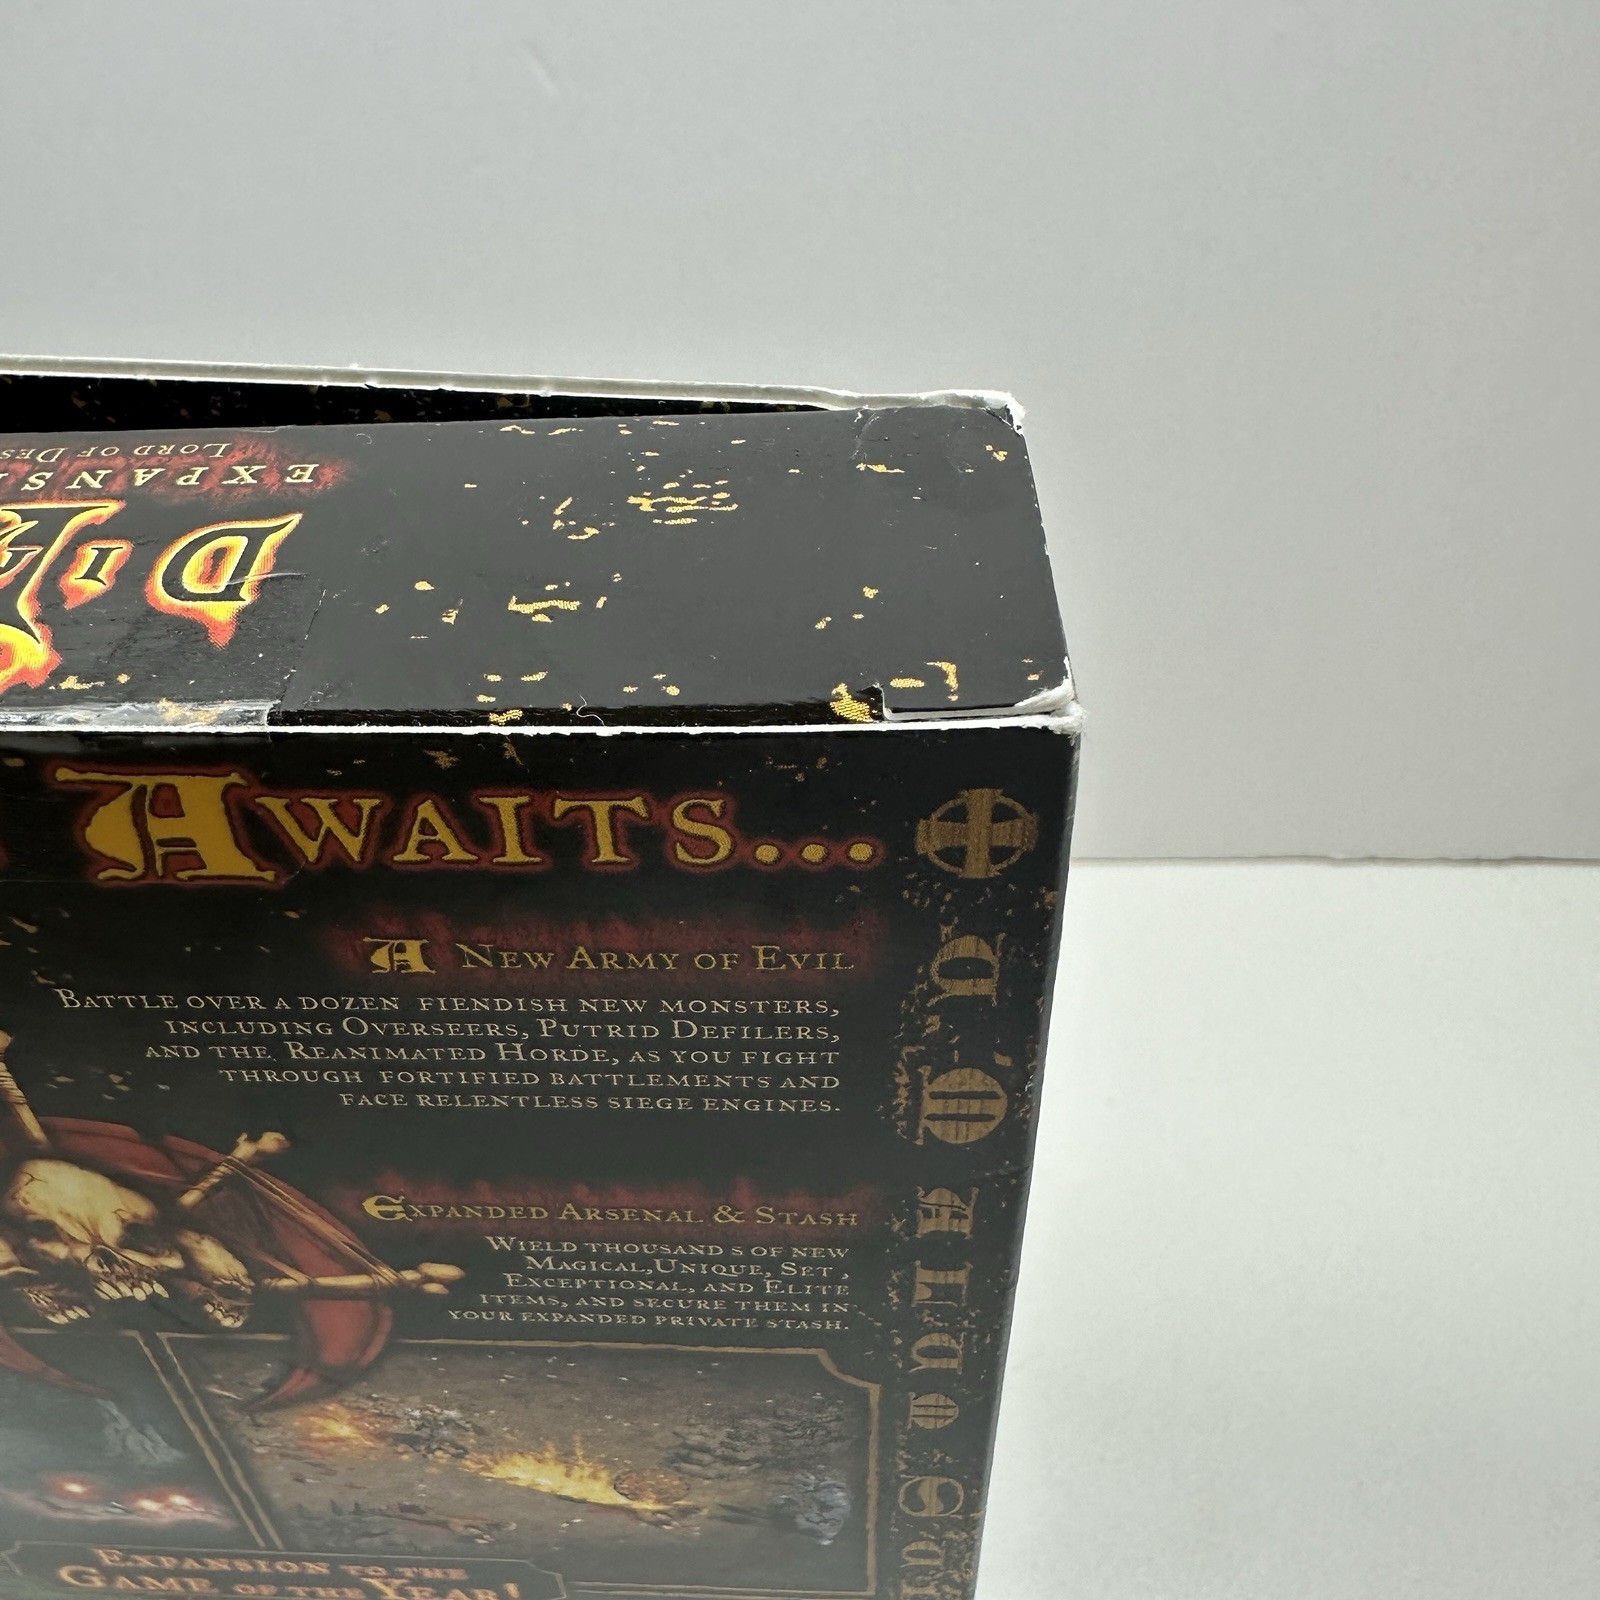 LORD OF DES
EXPANSI
DIA
AWAITS...
A NEW ARMY OF EVIL
BATTLE OVER A DOZEN FIENDISH NEW MONSTERS,
INCLUDING OVERSEERS, PUTRID DEFILERS,
AND THE REANIMATED HORDE, AS YOU FIGHT
THROUGH FORTIFIED BATTLEMENTS AND
FACE RELENTLESS SIEGE ENGINES.
EXPANDED ARSENAL & STASH
WIELD THOUSAND S OF NEW
MAGICAL,UNIQUE, SET ,
EXCEPTIONAL, AND ELITE
ITEMS, AND SECURE THEM IN
YOUR EXPANDED PRIVATE STASH.
EXPANSION TO THE
GAME OF THE YEAR!